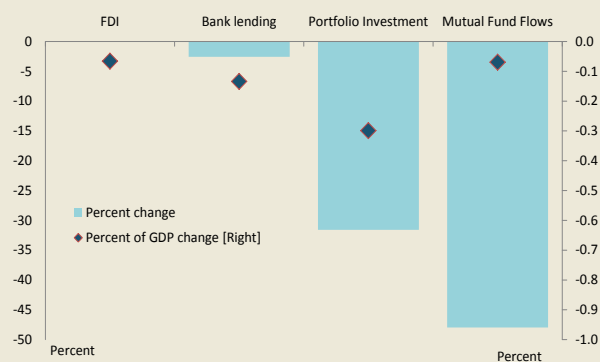 FDI Bank lending Portfolio Investment Mutual Fund Flows
0 0.0
-5 -0.1
-10 -0.2
-15 -0.3
-20 -0.4
-25 -0.5
-30 -0.6
-35 -0.7
-40 -0.8
-45 -0.9
-50 -1.0
Percent change
Percent of GDP change [Right]
Percent Percent